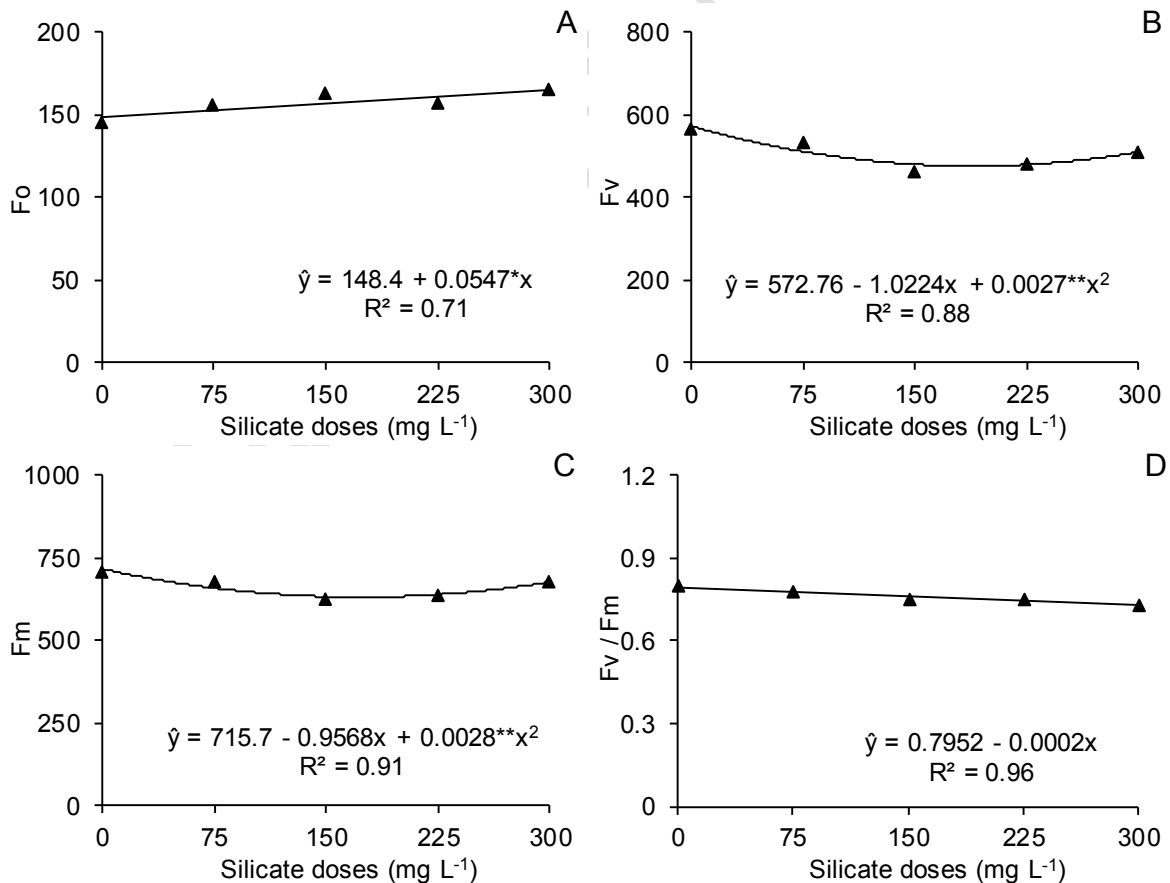 A
200
150
100
50
0
Fo
ŷ = 148.4 + 0.0547*x
R² = 0.71
0 75 150 225 300
Silicate doses (mg L⁻¹)
B
800
600
400
200
0
Fv
ŷ = 572.76 - 1.0224x + 0.0027**x²
R² = 0.88
0 75 150 225 300
Silicate doses (mg L⁻¹)
C
1000
750
500
250
0
Fm
ŷ = 715.7 - 0.9568x + 0.0028**x²
R² = 0.91
0 75 150 225 300
Silicate doses (mg L⁻¹)
D
1.2
0.9
0.6
0.3
0
Fv / Fm
ŷ = 0.7952 - 0.0002x
R² = 0.96
0 75 150 225 300
Silicate doses (mg L⁻¹)